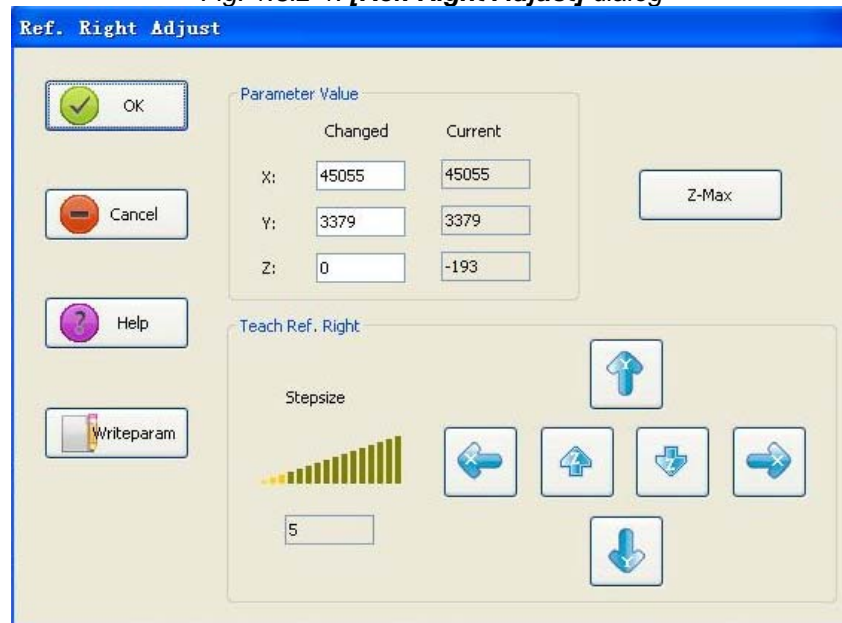 Ref. Right Adjust
OK
Cancel
Help
Writeparam
Parameter Value
Changed Current
X: 45055 45055
Y: 3379 3379
Z: 0 -193
Z-Max
Teach Ref. Right
Stepsize
5
Y
X Z Z X
Y